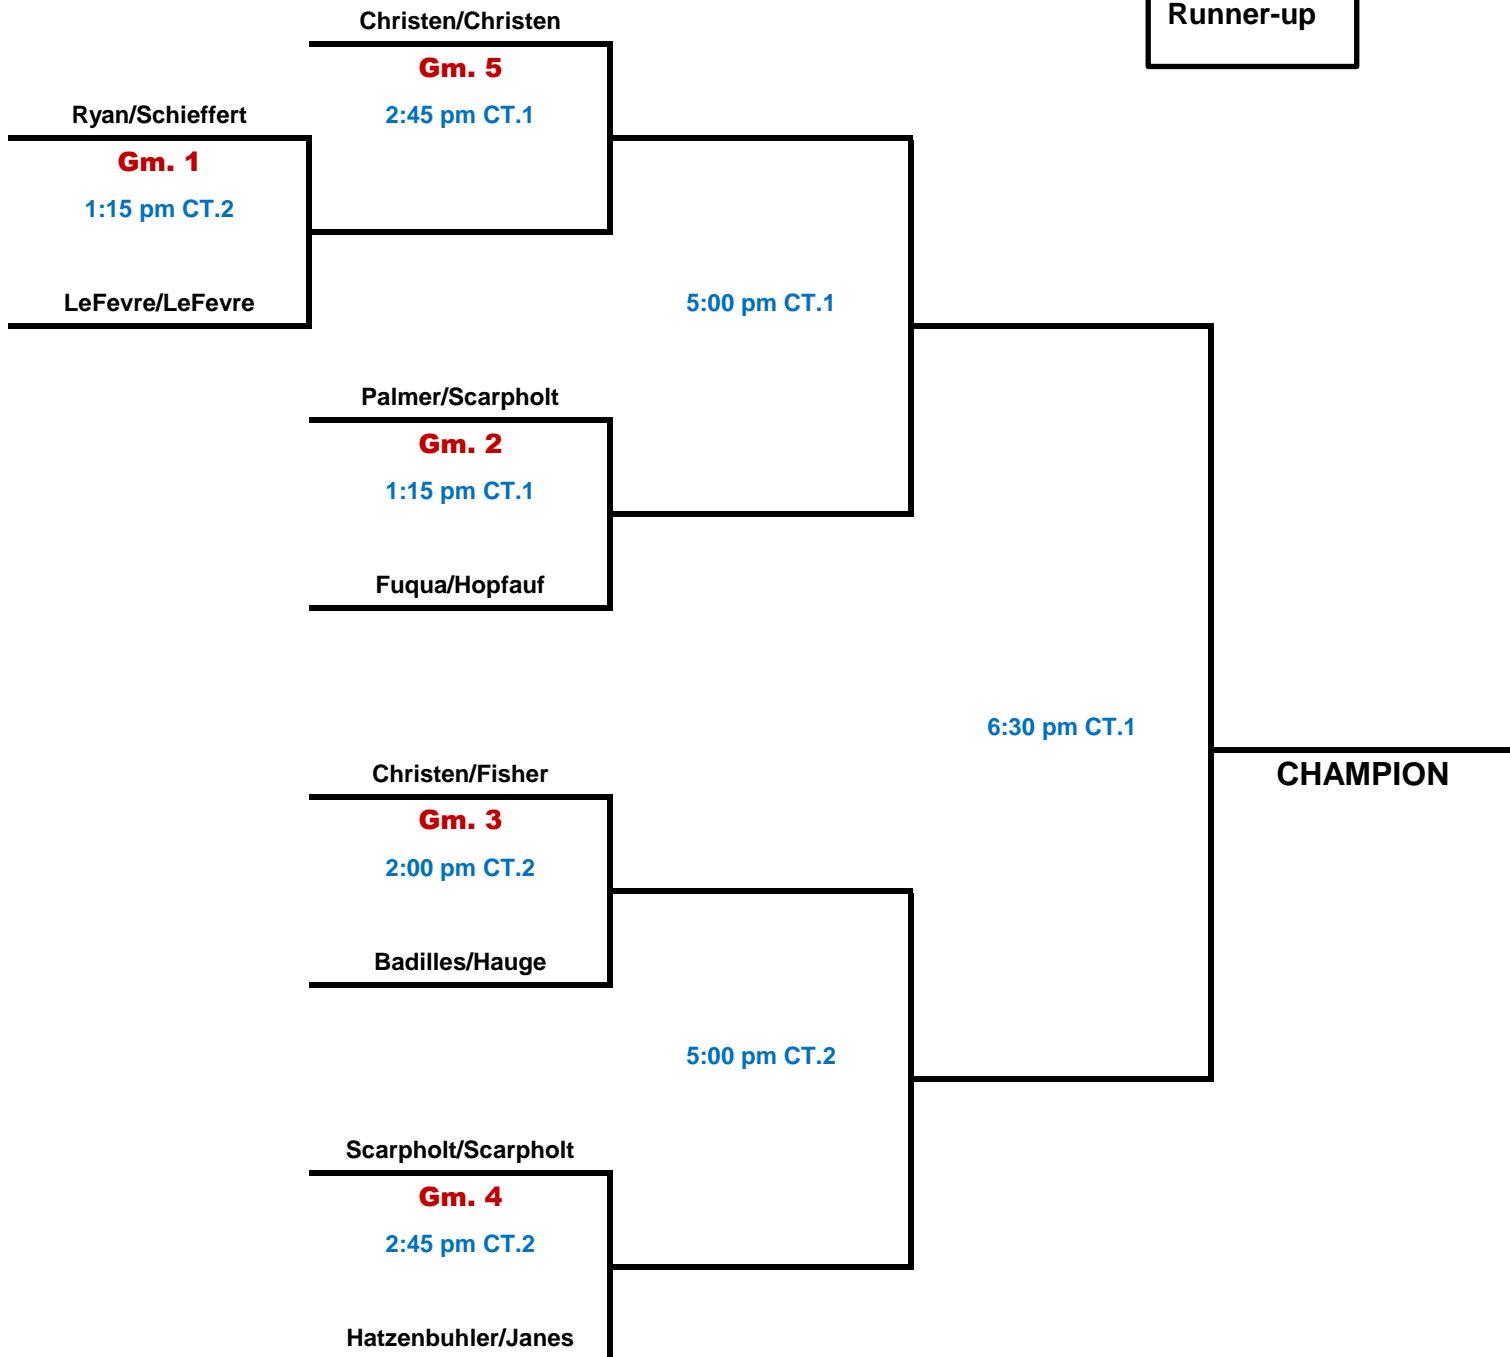 Runner-up
Christen/Christen
Gm. 5
2:45 pm CT.1
Ryan/Schieffert
Gm. 1
1:15 pm CT.2
LeFevre/LeFevre
5:00 pm CT.1
Palmer/Scarpholt
Gm. 2
1:15 pm CT.1
Fuqua/Hopfauf
6:30 pm CT.1
CHAMPION
Christen/Fisher
Gm. 3
2:00 pm CT.2
Badilles/Hauge
5:00 pm CT.2
Scarpholt/Scarpholt
Gm. 4
2:45 pm CT.2
Hatzenbuhler/Janes